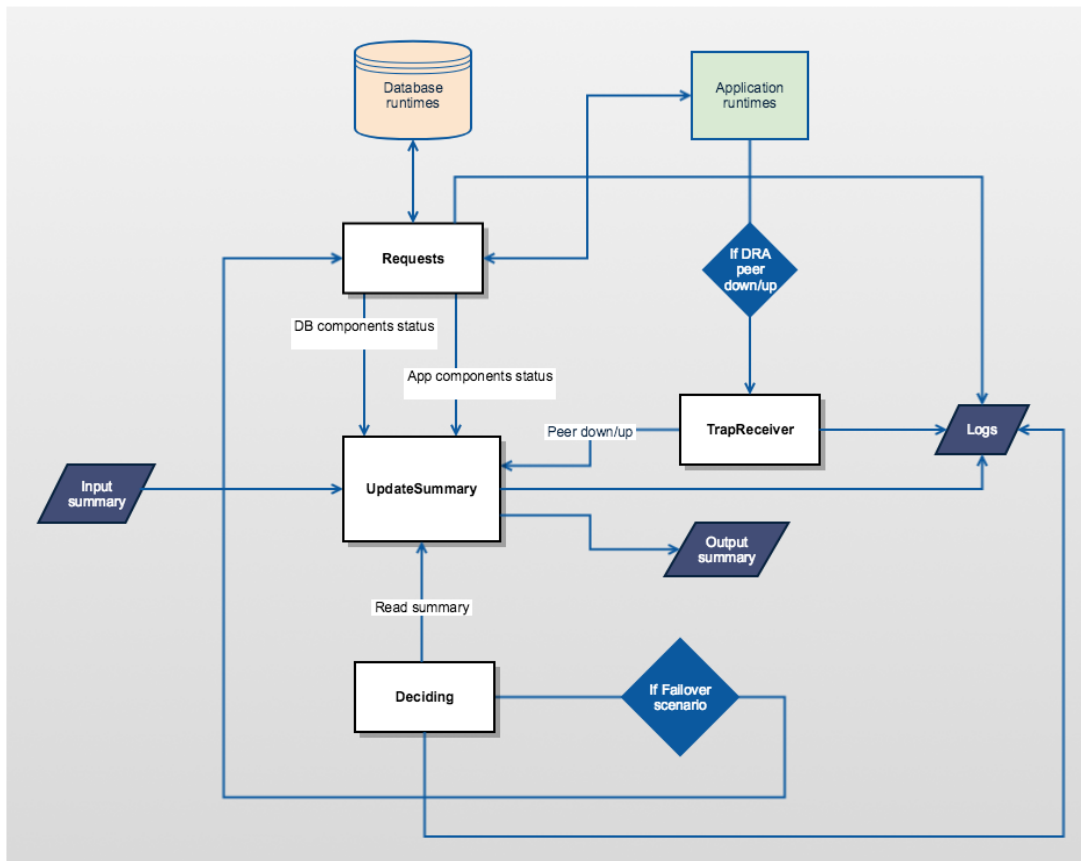 Database
runtimes
Application
runtimes
Requests
If DRA
peer
down/up
DB components status
App components status
Peer down/up
TrapReceiver
Logs
Input
summary
UpdateSummary
Output
summary
Read summary
Deciding
If Failover
scenario